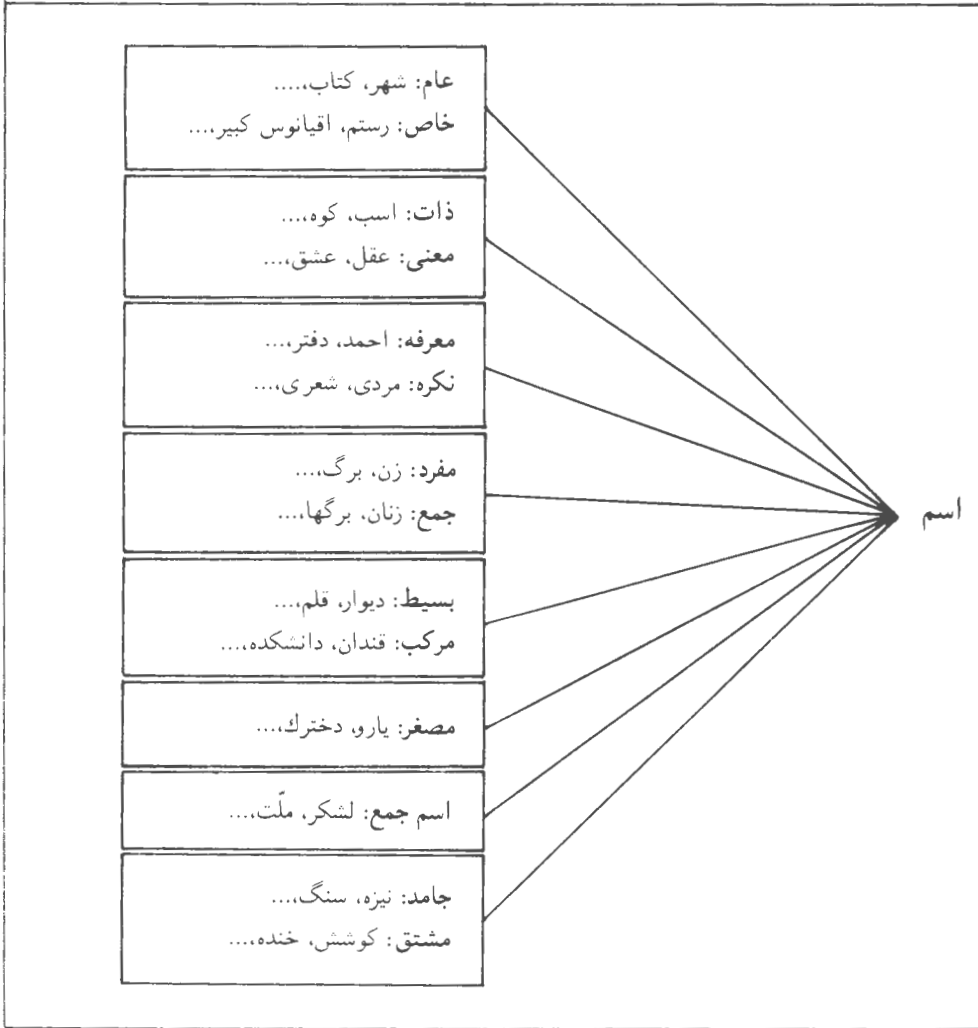 عام: شهر، کتاب،....
خاص: رستم، اقیانوس کبیر،...
ذات: اسب، کوه،...
معنی: عقل، عشق،...
معرفه: احمد، دفتر،...
نکره: مردی، شعری،...
مفرد: زن، برگ،...
جمع: زنان، برگها،...
اسم
بسیط: دیوار، قلم،...
مرکب: قندان، دانشکده،...
مصغر: یارو، دخترك،...
اسم جمع: لشکر، ملّت،...
جامد: نیزه، سنگ،...
مشتق: کوشش، خنده،...